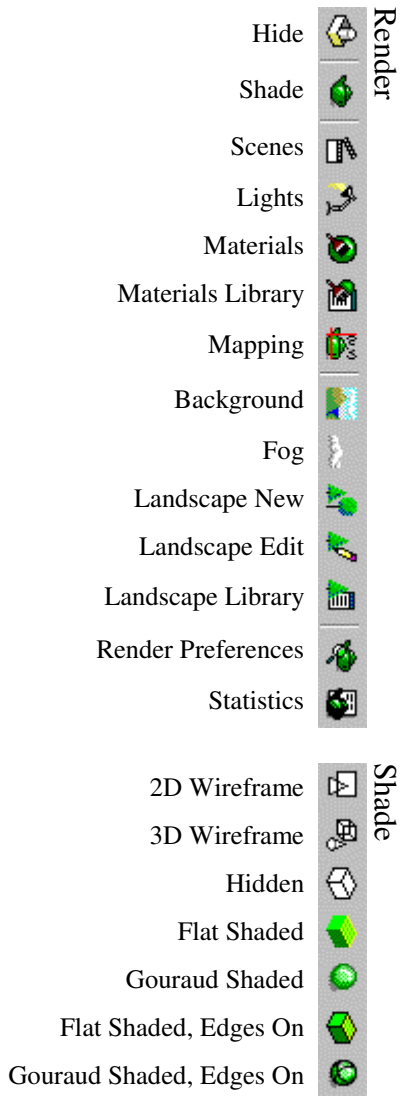 Render
Hide
Shade
Scenes
Lights
Materials
Materials Library
Mapping
Background
Fog
Landscape New
Landscape Edit
Landscape Library
Render Preferences
Statistics
Shade
2D Wireframe
3D Wireframe
Hidden
Flat Shaded
Gouraud Shaded
Flat Shaded, Edges On
Gouraud Shaded, Edges On